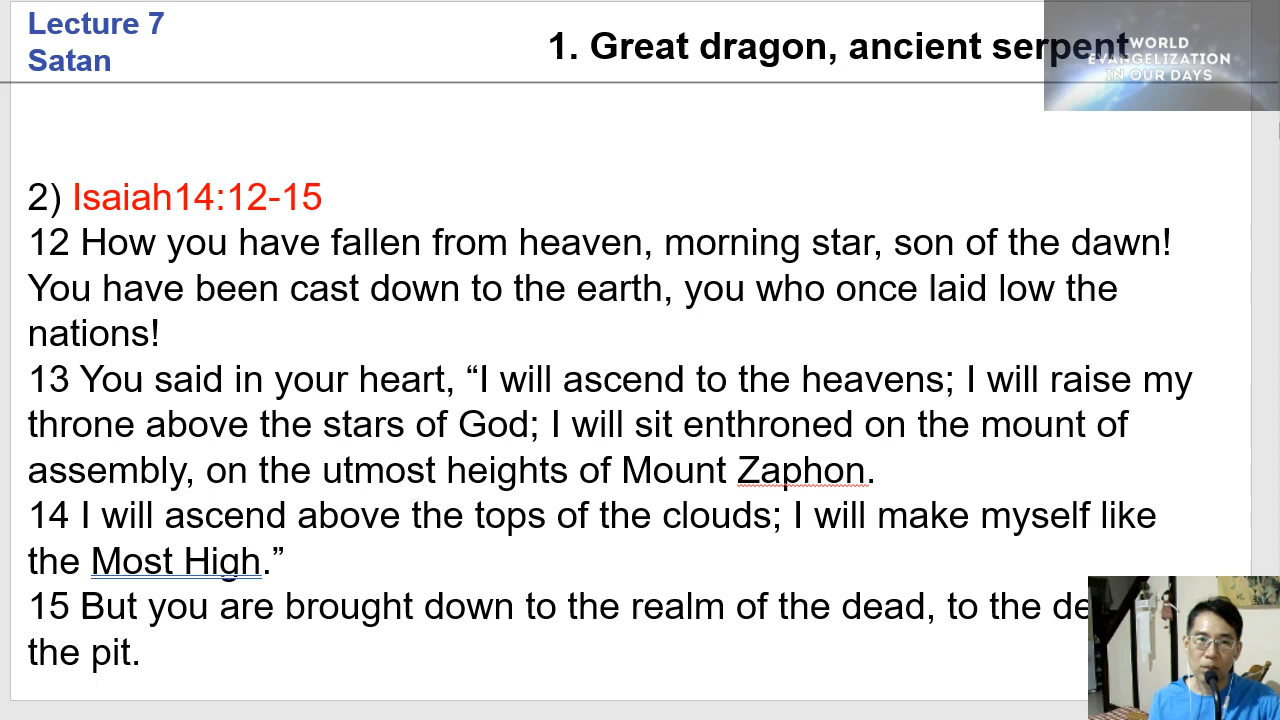 Lecture 7
Satan
1. Great dragon, ancient serpent
WORLD
EVANGELIZATION
IN OUR DAYS
2) Isaiah14:12-15
12 How you have fallen from heaven, morning star, son of the dawn!
You have been cast down to the earth, you who once laid low the
nations!
13 You said in your heart, “I will ascend to the heavens; I will raise my
throne above the stars of God; I will sit enthroned on the mount of
assembly, on the utmost heights of Mount Zaphon.
14 I will ascend above the tops of the clouds; I will make myself like
the Most High.”
15 But you are brought down to the realm of the dead, to the
the pit.